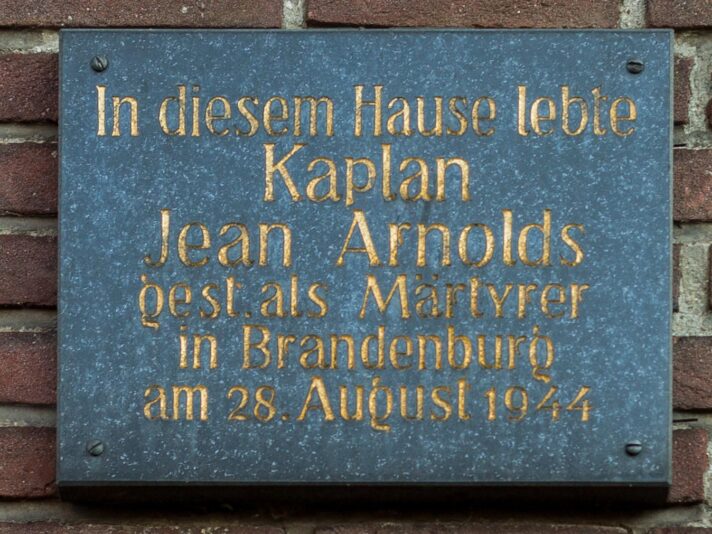 In diesem Hause lebte
Kaplan
Jean Arnolds
gest. als Märtyrer
in Brandenburg
am 28. August 1944